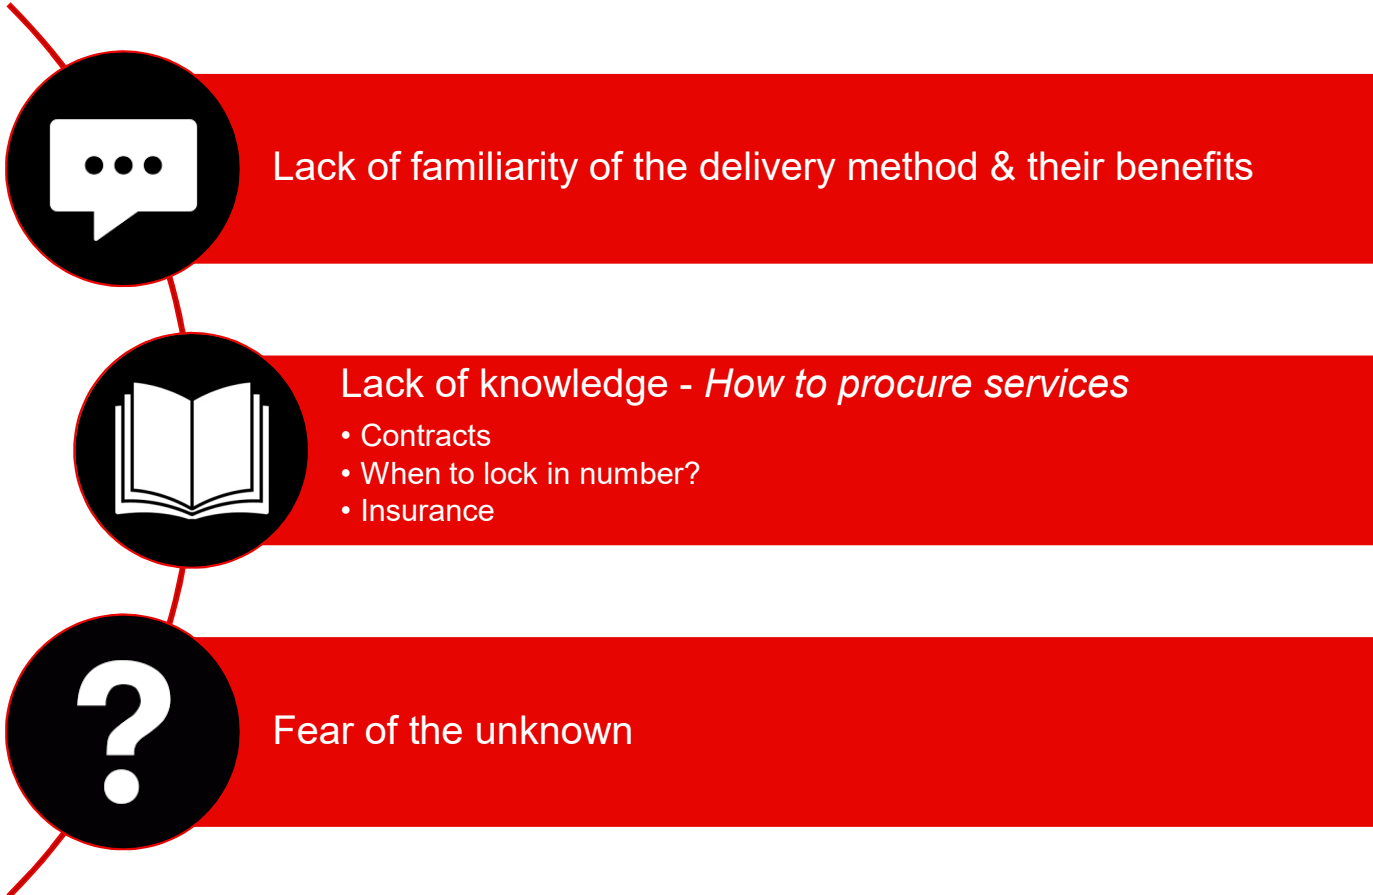 Lack of familiarity of the delivery method & their benefits
Lack of knowledge - How to procure services
• Contracts
• When to lock in number?
• Insurance
Fear of the unknown